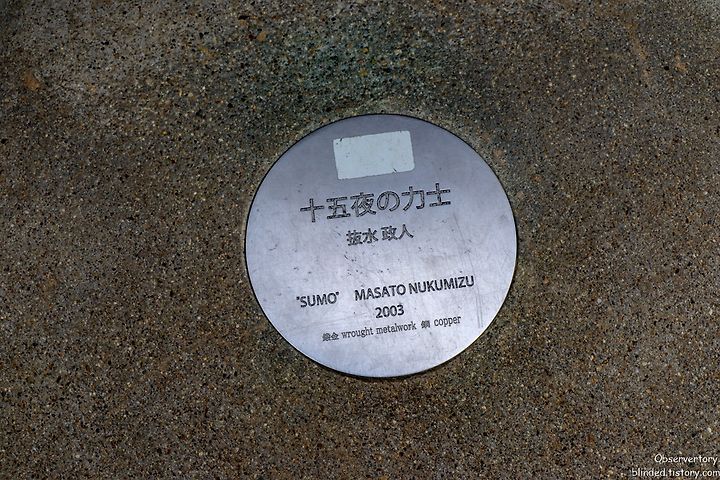 十五夜の力士
抜水 政人
"SUMO" MASATO NUKUMIZU
2003
鍛金 wrought metalwork 銅 copper
Observertory.
blinded.tistory.com